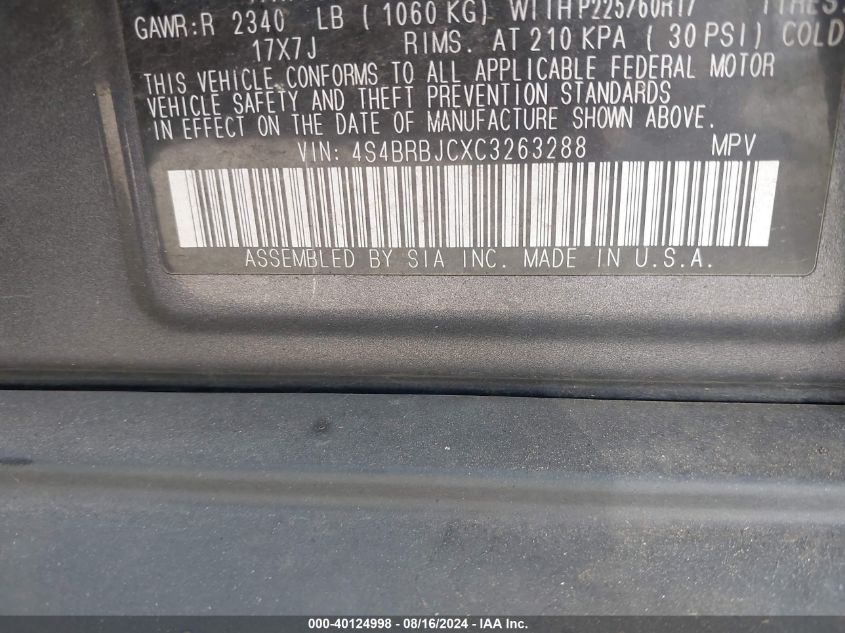 GAWR:R 2340 LB ( 1060 KG) WITH P225/60R17 TIRES
17X7J RIMS. AT 210 KPA ( 30 PSI) COLD
THIS VEHICLE CONFORMS TO ALL APPLICABLE FEDERAL MOTOR
VEHICLE SAFETY AND THEFT PREVENTION STANDARDS
IN EFFECT ON THE DATE OF MANUFACTURE SHOWN ABOVE.
VIN: 4S4BRBJCXC3263288 MPV
ASSEMBLED BY SIA INC. MADE IN U.S.A.
000-40124998 - 08/16/2024 - IAA Inc.